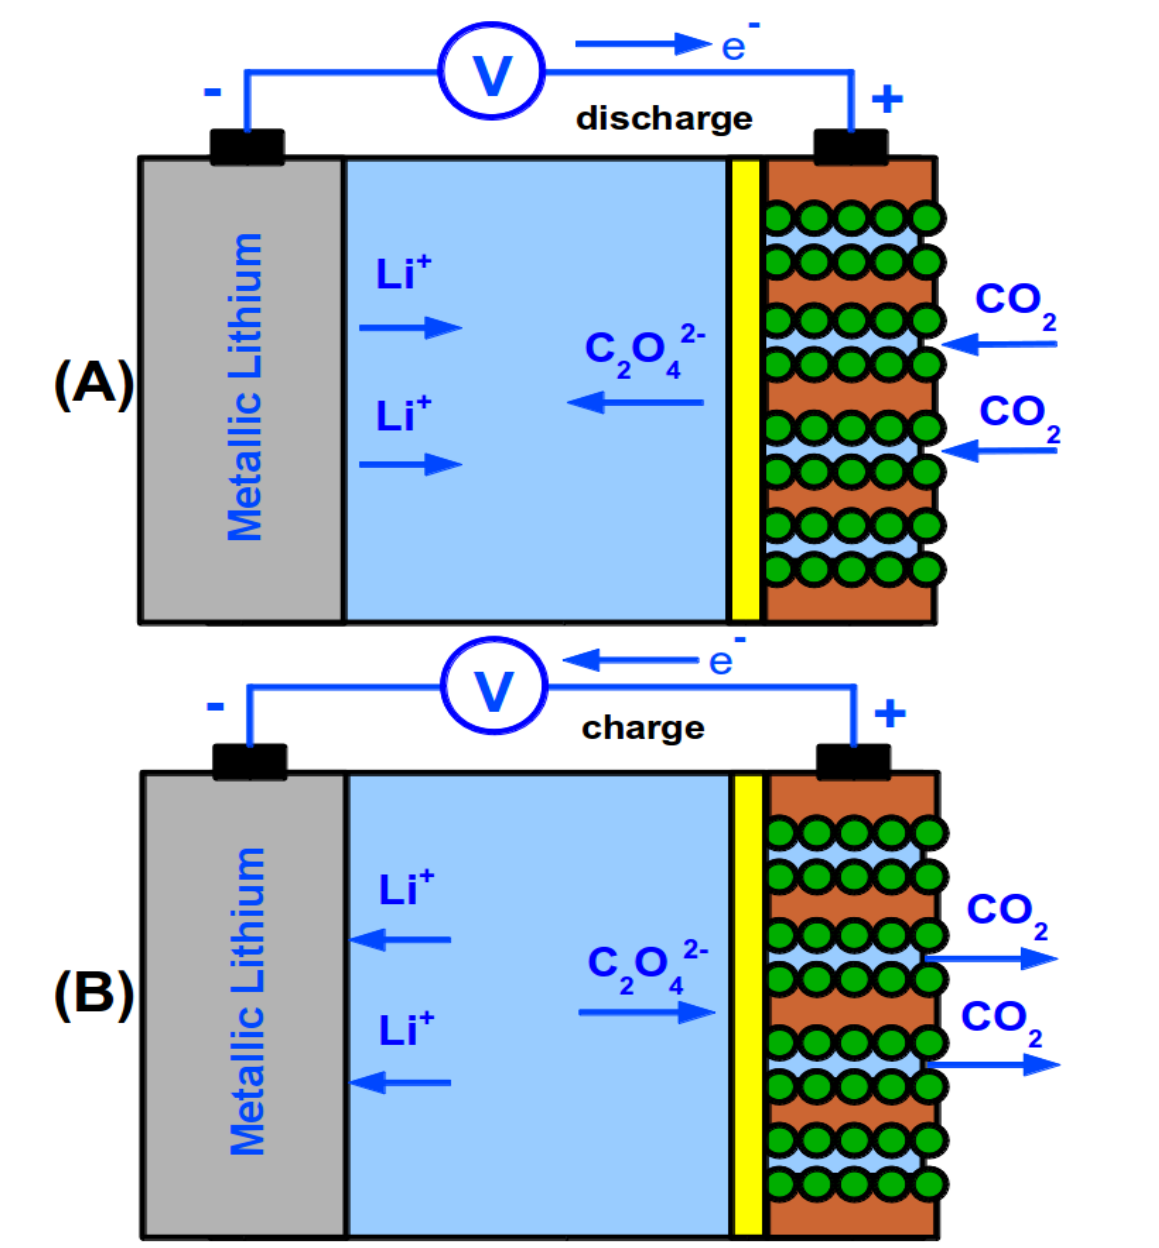 e⁻
V
-
+
discharge
Metallic Lithium
Li⁺
CO₂
C₂O₄²⁻
(A)
Li⁺
CO₂
e⁻
V
-
+
charge
Metallic Lithium
Li⁺
CO₂
C₂O₄²⁻
(B)
Li⁺
CO₂